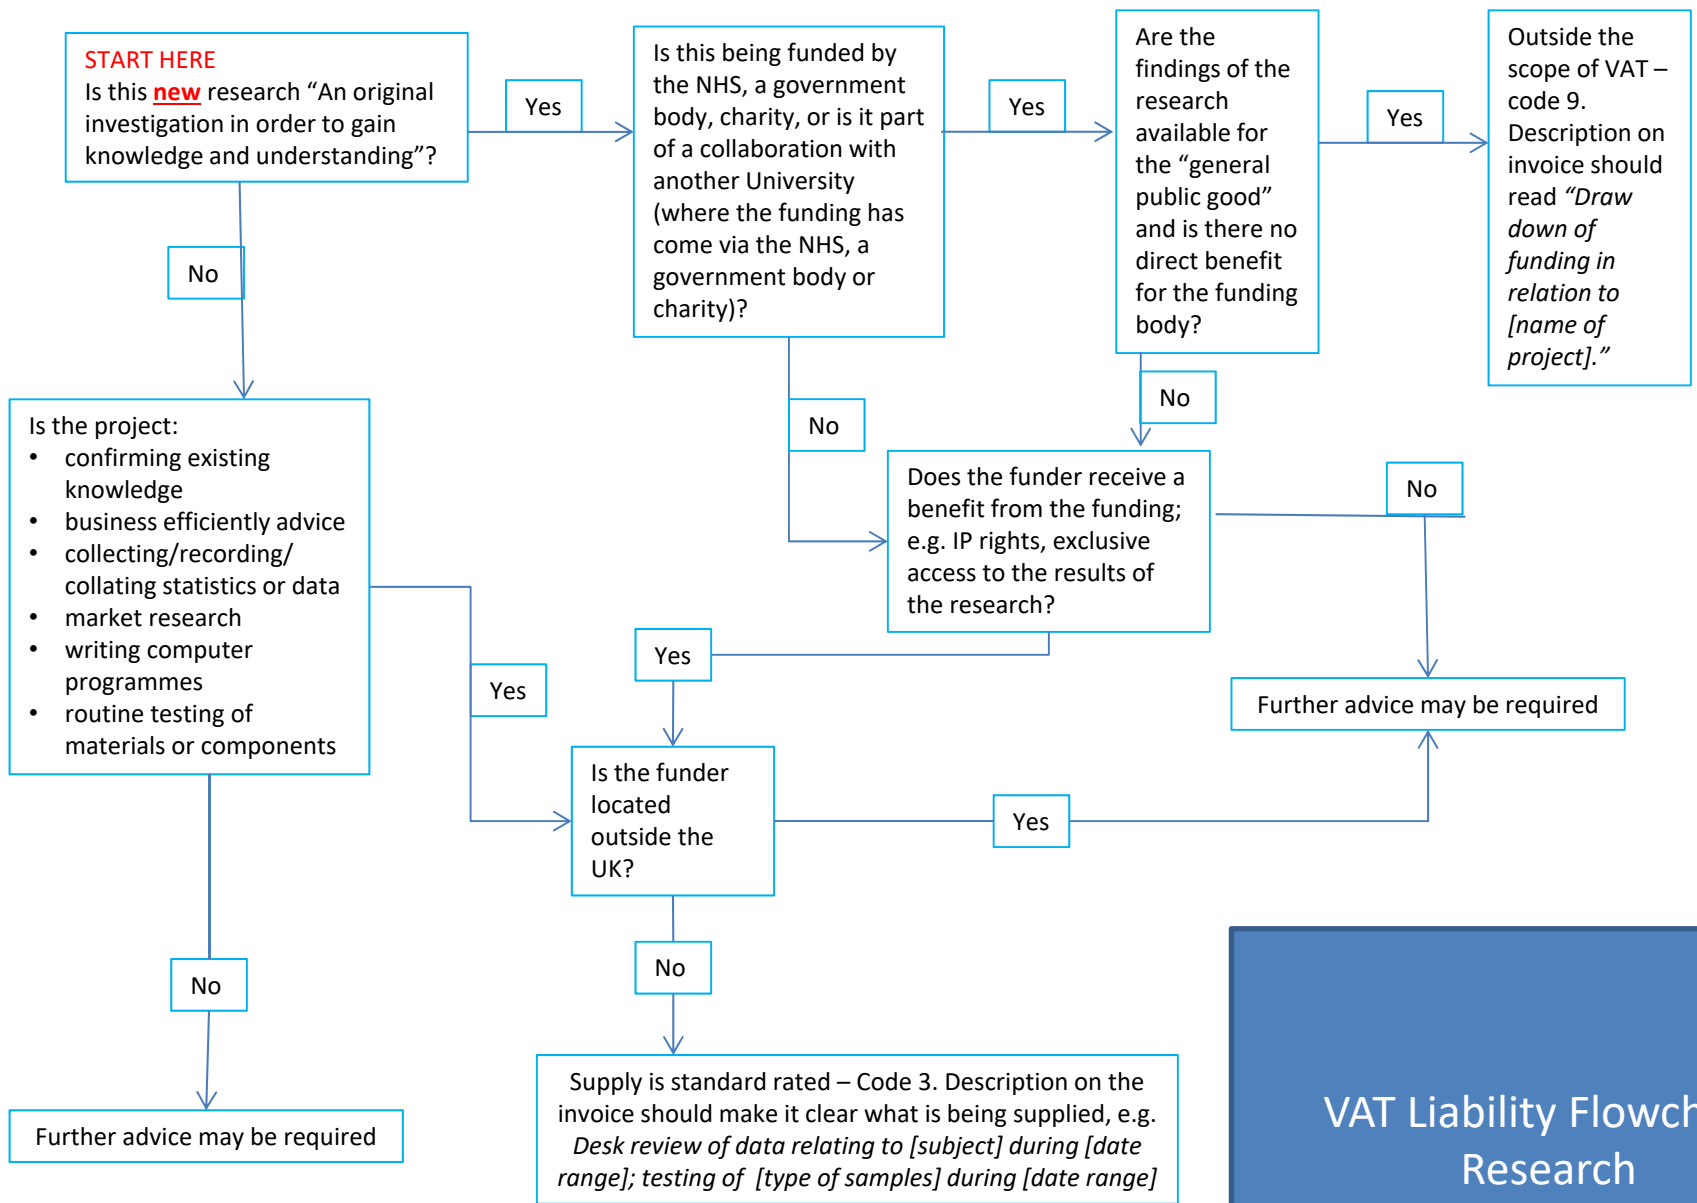 START HERE
Is this new research “An original
investigation in order to gain
knowledge and understanding”?
Yes
Is this being funded by
the NHS, a government
body, charity, or is it part
of a collaboration with
another University
(where the funding has
come via the NHS, a
government body or
charity)?
Yes
Are the
findings of the
research
available for
the “general
public good”
and is there no
direct benefit
for the funding
body?
Yes
Outside the
scope of VAT –
code 9.
Description on
invoice should
read “Draw
down of
funding in
relation to
[name of
project].”
No
No
No
Is the project:
• confirming existing
knowledge
• business efficiently advice
• collecting/recording/
collating statistics or data
• market research
• writing computer
programmes
• routine testing of
materials or components
Does the funder receive a
benefit from the funding;
e.g. IP rights, exclusive
access to the results of
the research?
No
Yes
Yes
Further advice may be required
Is the funder
located
outside the
UK?
Yes
No
No
Further advice may be required
Supply is standard rated – Code 3. Description on the
invoice should make it clear what is being supplied, e.g.
Desk review of data relating to [subject] during [date
range]; testing of [type of samples] during [date range]
VAT Liability Flowch
Research